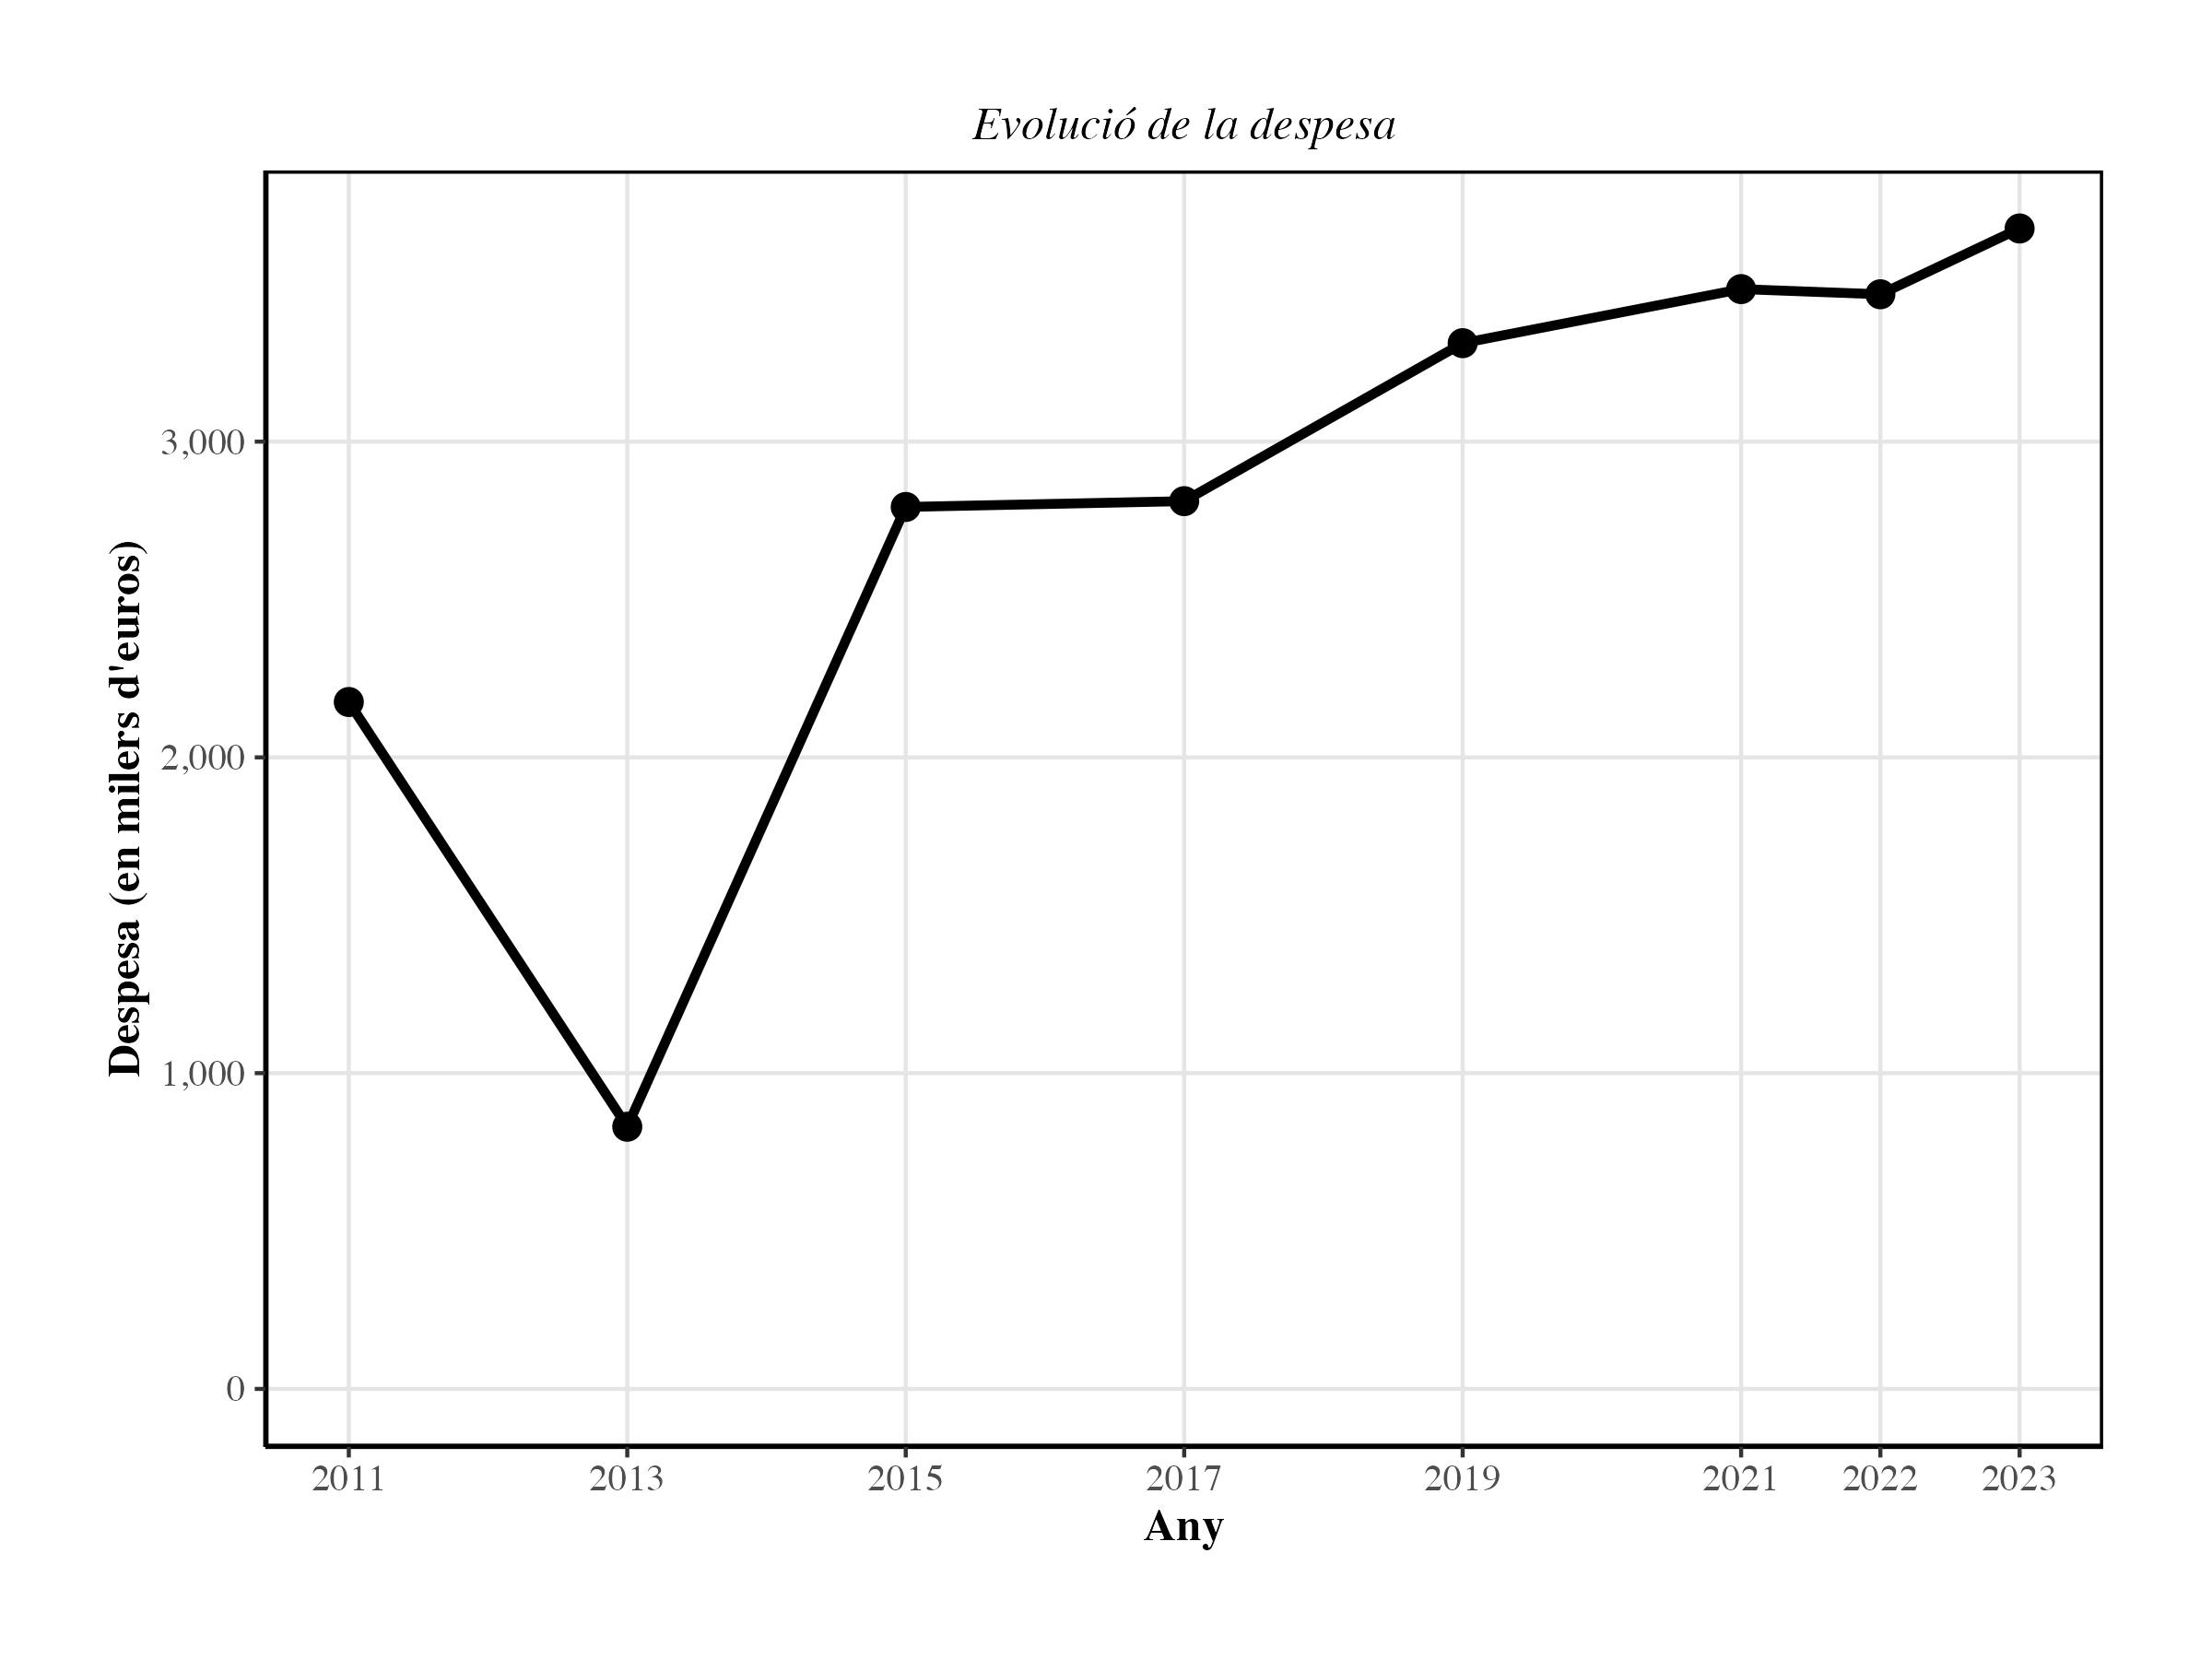 Evolució de la despesa
Despesa (en milers d'euros)
3,000
2,000
1,000
0
2011 2013 2015 2017 2019 2021 2022 2023
Any